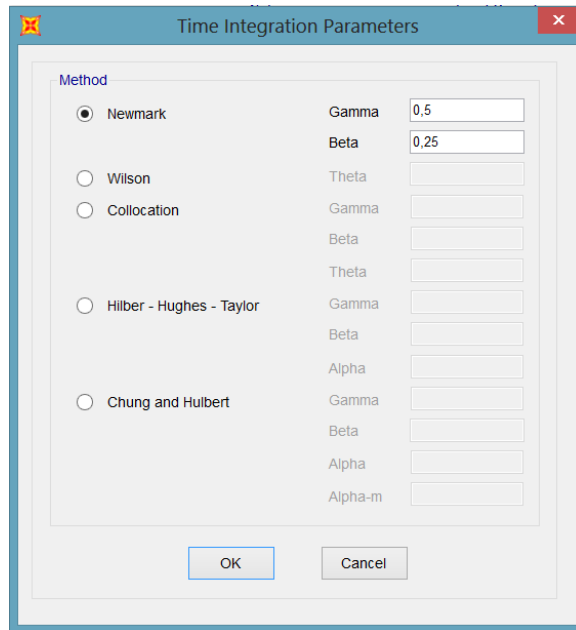 Time Integration Parameters
Method
Newmark Gamma 0,5
Beta 0,25
Wilson Theta
Collocation Gamma
Beta
Theta
Hilber - Hughes - Taylor Gamma
Beta
Alpha
Chung and Hulbert Gamma
Beta
Alpha
Alpha-m
OK Cancel